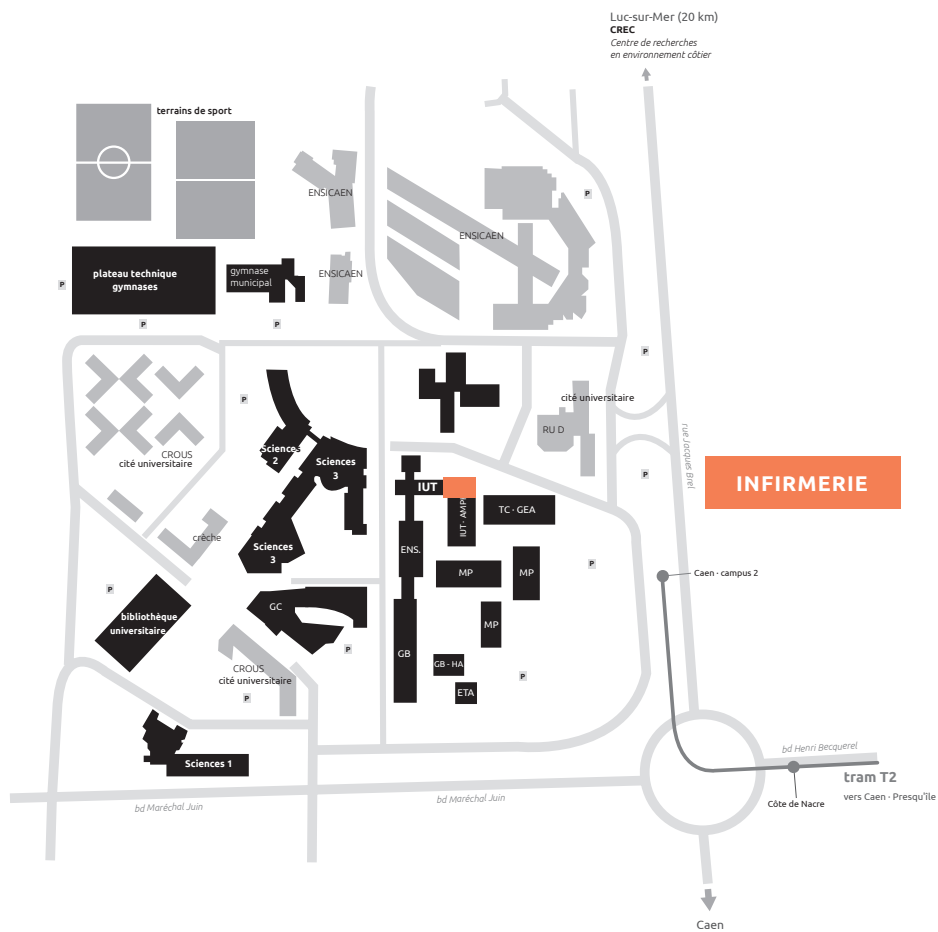 Luc-sur-Mer (20 km)
CREC
Centre de recherches
en environnement côtier
terrains de sport
ENSICAEN
ENSICAEN
P
plateau technique
gymnases
gymnase
municipal
ENSICAEN
P
P
P
P
cité universitaire
P
RU D
CROUS
cité universitaire
Sciences
2
Sciences
3
rue Jacques Brel
P
INFIRMERIE
IUT
IUT - AMPHI
TC - GEA
crèche
Sciences
3
ENS.
MP
MP
P
Caen - campus 2
P
GC
bibliothèque
universitaire
MP
P
GB
GB - HA
ETA
P
CROUS
cité universitaire
P
Sciences 1
bd Henri Becquerel
tram T2
vers Caen - Presqu'île
Côte de Nacre
bd Maréchal Juin
bd Maréchal Juin
Caen